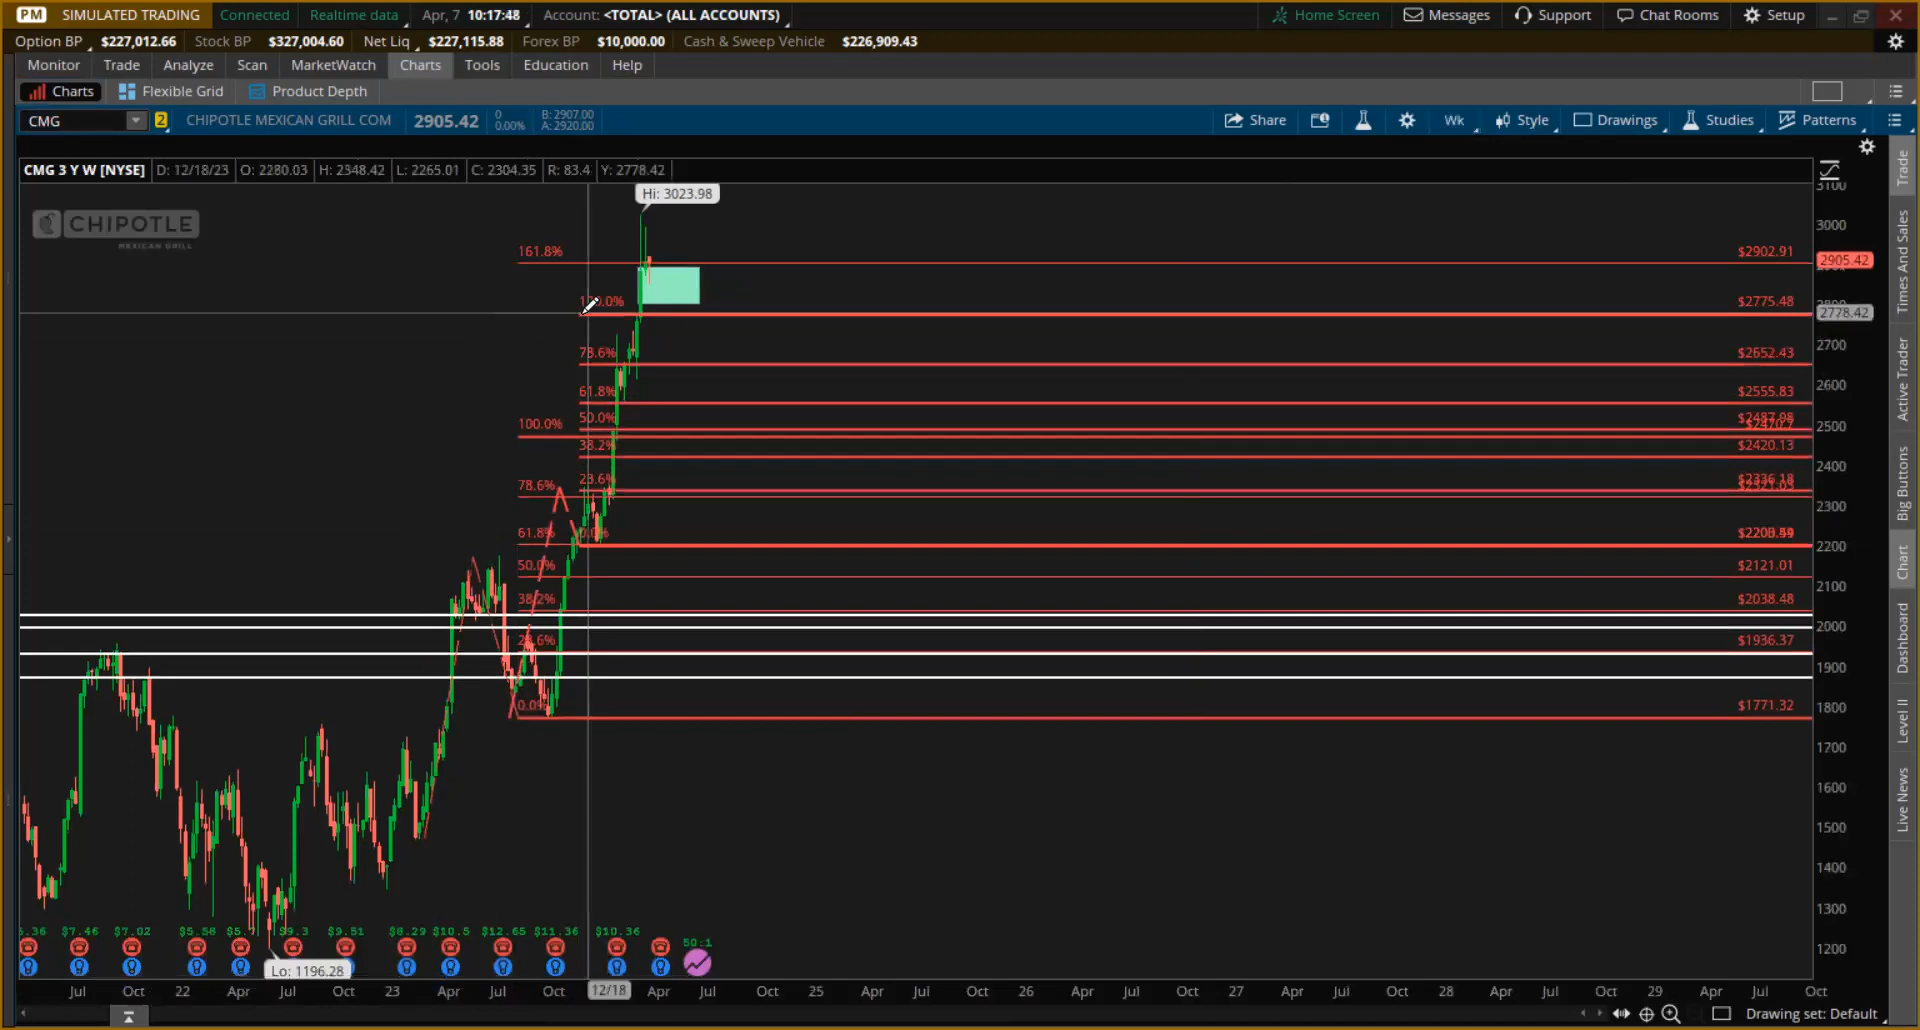 PM SIMULATED TRADING Connected Realtime data Apr, 7 10:17:48 Account: <TOTAL> (ALL ACCOUNTS) Home Screen Messages Support Chat Rooms Setup
Option BP $227,012.66 Stock BP $327,004.60 Net Liq $227,115.88 Forex BP $10,000.00 Cash & Sweep Vehicle $226,909.43
Monitor Trade Analyze Scan MarketWatch Charts Tools Education Help
Charts Flexible Grid Product Depth
CMG 2 CHIPOTLE MEXICAN GRILL COM 2905.42 0 B: 2907.00
0.00% A: 2920.00
Share Wk Style Drawings Studies Patterns
CMG 3 Y W [NYSE] D: 12/18/23 O: 2280.03 H: 2348.42 L: 2265.01 C: 2304.35 R: 83.4 Y: 2778.42
Hi: 3023.98
CHIPOTLE
MEXICAN GRILL
3100
3000
161.8% $2902.91 2905.42
$2775.48
2778.42
2700
78.6% $2652.43
2600
61.8% $2555.83
50.0% $2487.98
100.0%
2500
38.2% $2420.13
2400
23.6% $2336.18
78.6%
2300
61.8% 0.0%
2200
50.0% $2121.01
2100
38.2% $2038.48
2000
23.6% $1936.37
1900
0.0% $1771.32
1800
1700
1600
1500
1400
1300
1200
$7.46 $7.02 $5.58 $9.3 $9.51 $10.5 $12.65 $11.36 $10.36 50:1
Lo: 1196.28
Jul Oct 22 Apr Jul Oct 23 Apr Jul Oct 12/18 Apr Jul Oct 25 Apr Jul Oct 26 Apr Jul Oct 27 Apr Jul Oct 28 Apr Jul Oct 29 Apr Jul Oct
Drawing set: Default
Trade
Times And Sales
Active Trader
Big Buttons
Chart
Dashboard
Level II
Live News